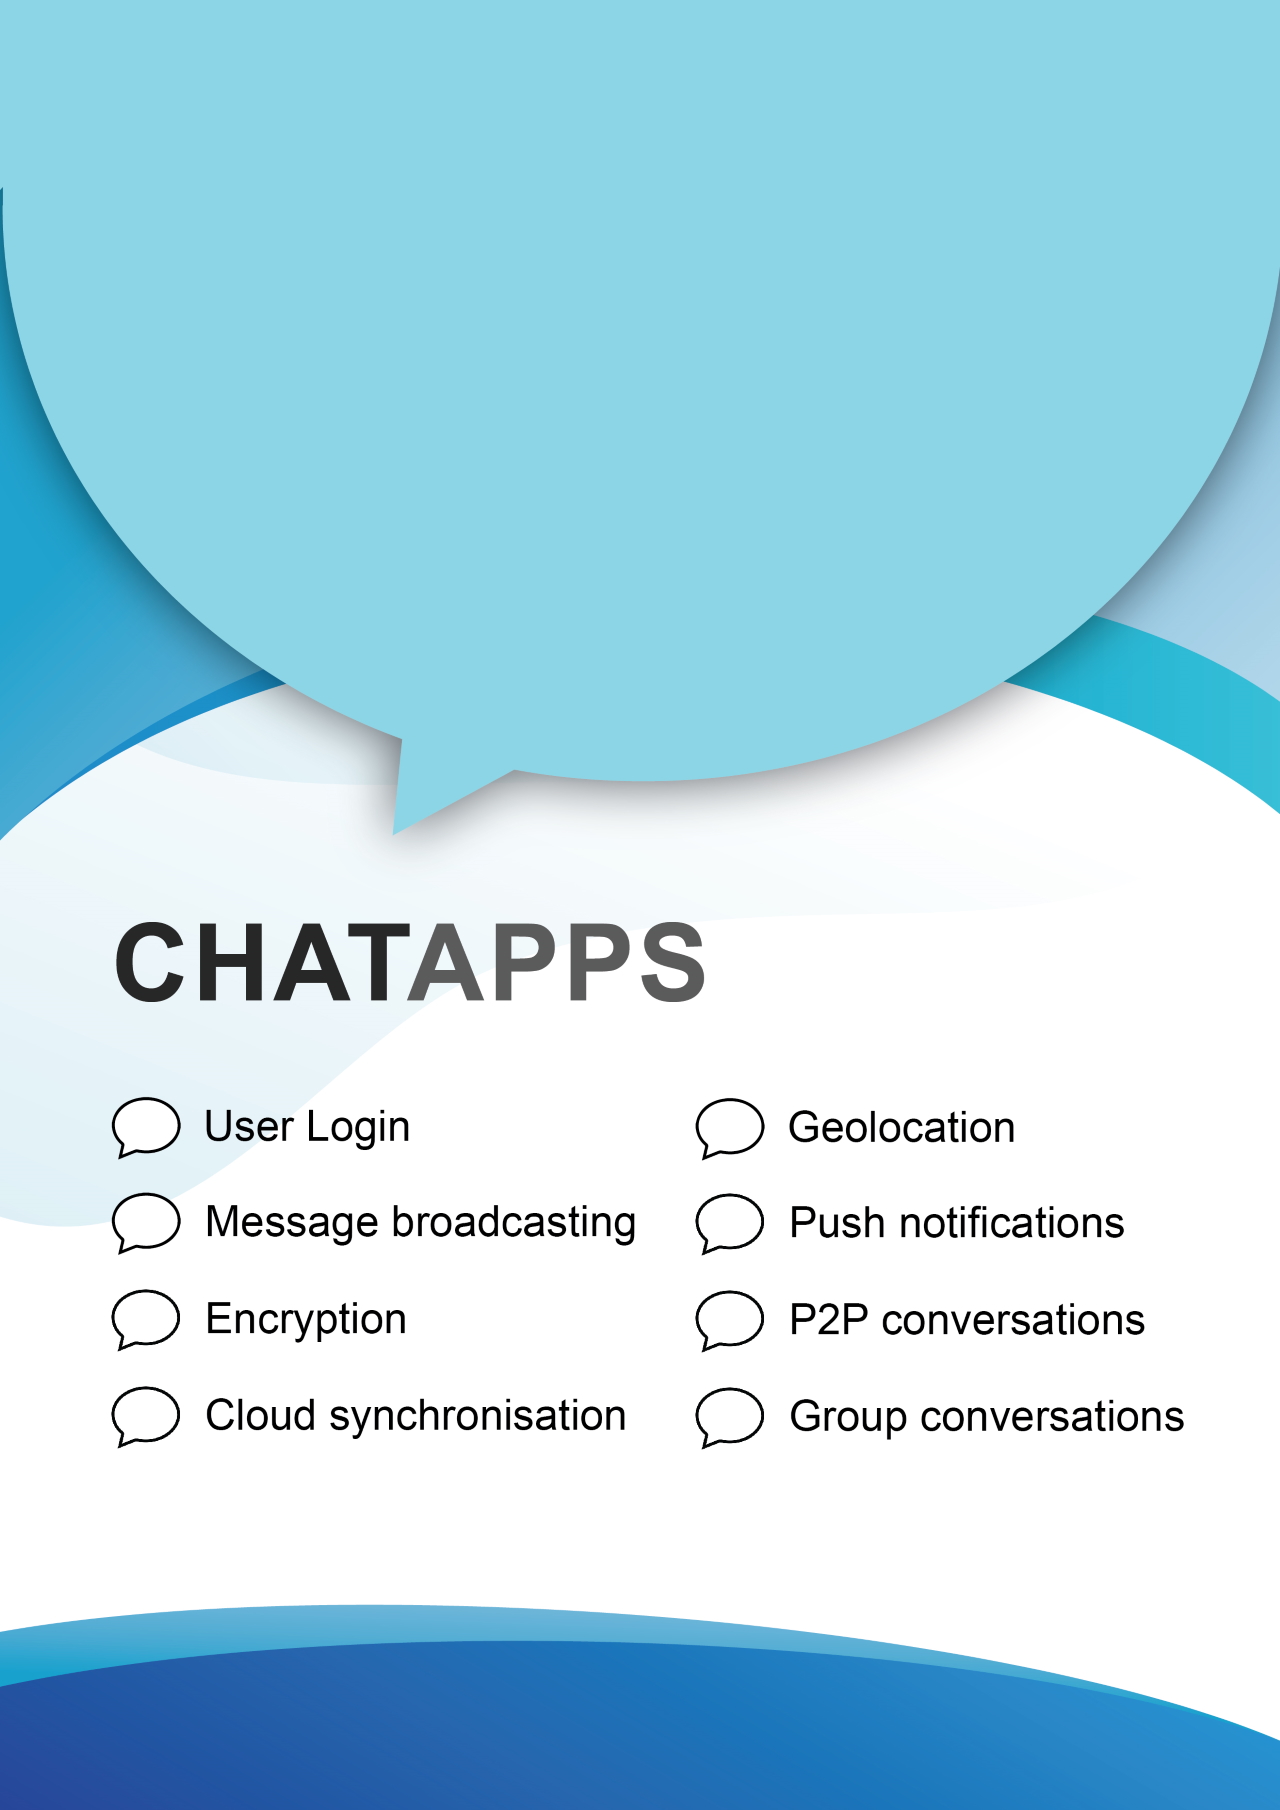 CHATAPPS
User Login
Message broadcasting
Encryption
Cloud synchronisation
Geolocation
Push notifications
P2P conversations
Group conversations